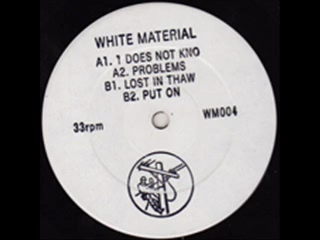 WHITE MATERIAL
A1. 1 DOES NOT KNO
A2. PROBLEMS
B1. LOST IN THAW
B2. PUT ON
33rpm
WM004